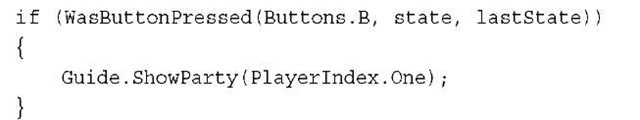 if (WasButtonPressed(Buttons.B, state, lastState))
{
    Guide.ShowParty(PlayerIndex.One);
}